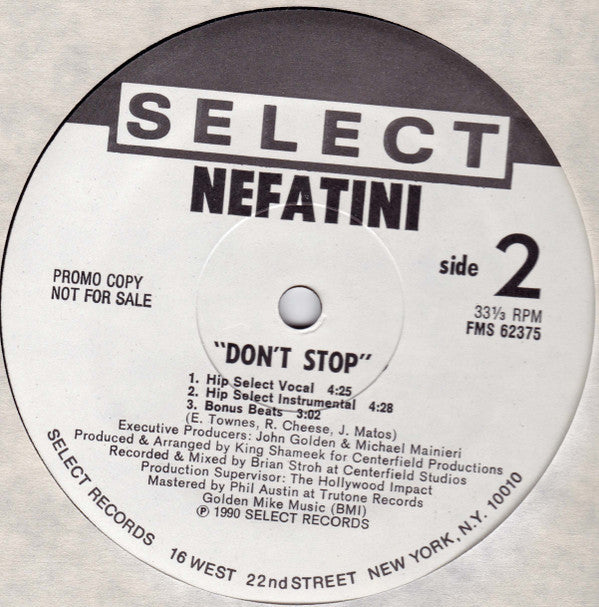 SELECT
NEFATINI
side 2
PROMO COPY
NOT FOR SALE
33⅓ RPM
FMS 62375
"DON'T STOP"
1. Hip Select Vocal 4:25
2. Hip Select Instrumental 4:28
3. Bonus Beats 3:02
(E. Townes, R. Cheese, J. Matos)
Executive Producers: John Golden & Michael Mainieri
Produced & Arranged by King Shameek for Centerfield Productions
Recorded & Mixed by Brian Stroh at Centerfield Studios
Production Supervisor: The Hollywood Impact
Mastered by Phil Austin at Trutone Records
Golden Mike Music (BMI)
℗ 1990 SELECT RECORDS
SELECT RECORDS 16 WEST 22nd STREET NEW YORK, N.Y. 10010